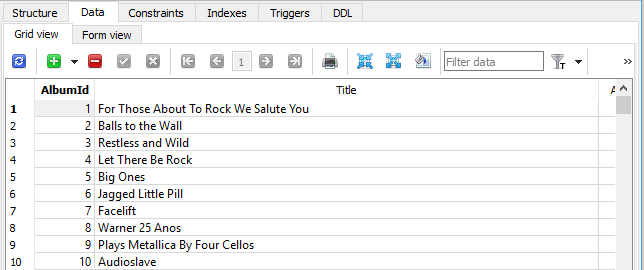 Structure Data Constraints Indexes Triggers DDL
Grid view Form view
1 Filter data
AlbumId Title
1 1 For Those About To Rock We Salute You
2 2 Balls to the Wall
3 3 Restless and Wild
4 4 Let There Be Rock
5 5 Big Ones
6 6 Jagged Little Pill
7 7 Facelift
8 8 Warner 25 Anos
9 9 Plays Metallica By Four Cellos
10 10 Audioslave